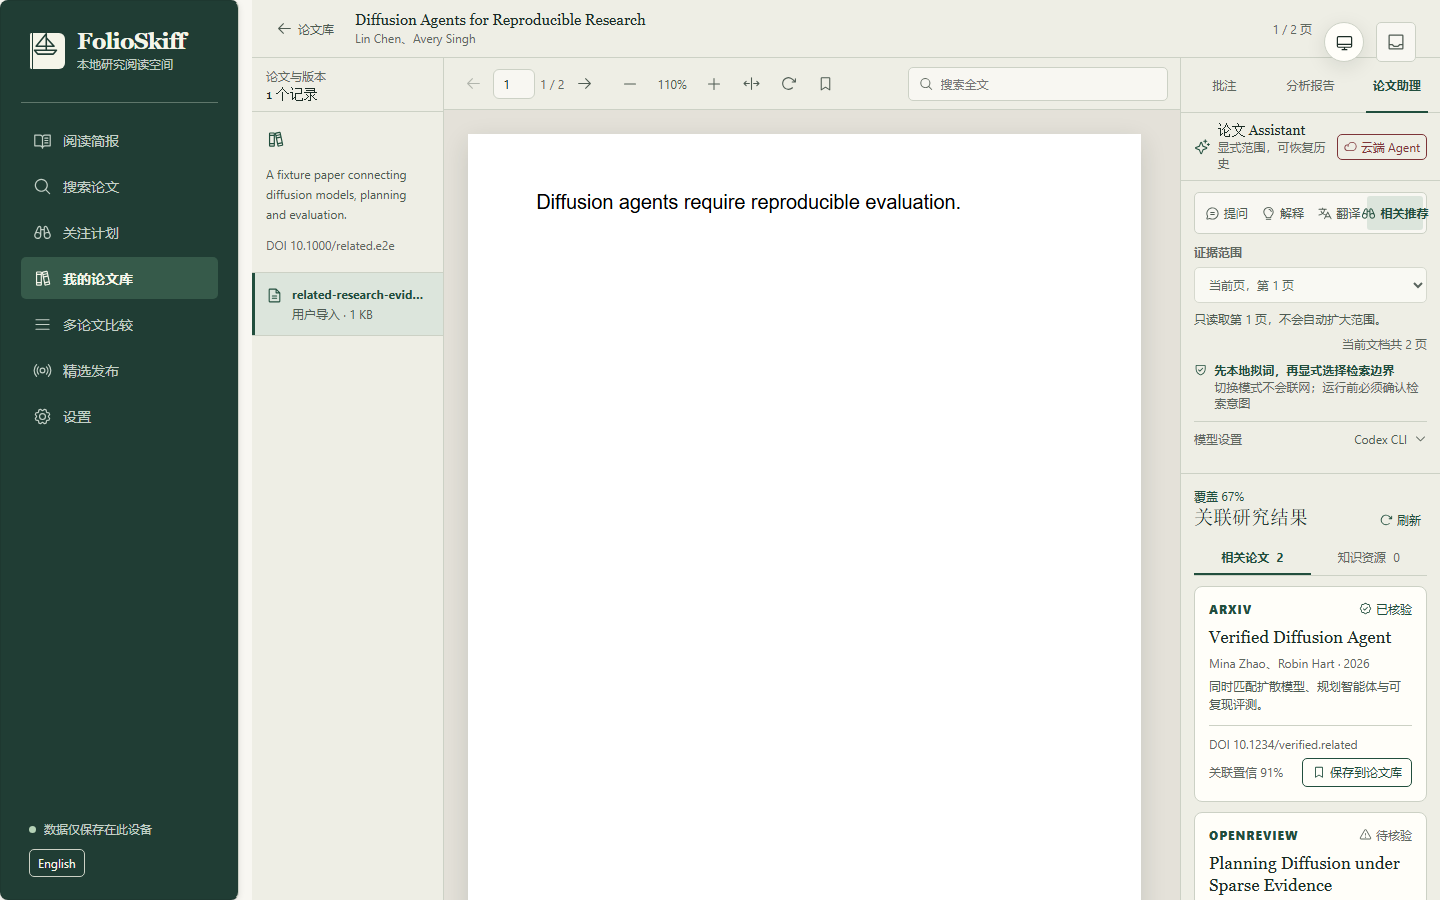 FolioSkiff
本地研究阅读空间
阅读简报
搜索论文
关注计划
我的论文库
多论文比较
精选发布
设置
数据仅保存在此设备
English
论文库
Diffusion Agents for Reproducible Research
Lin Chen、Avery Singh
1 / 2 页
论文与版本
1 个记录
A fixture paper connecting
diffusion models, planning
and evaluation.
DOI 10.1000/related.e2e
related-research-evid...
用户导入 · 1 KB
1
1 / 2
110%
搜索全文
Diffusion agents require reproducible evaluation.
批注
分析报告
论文助理
论文 Assistant
显式范围，可恢复历
史
云端 Agent
提问
解释
翻译
相关推荐
证据范围
当前页，第 1 页
只读取第 1 页，不会自动扩大范围。
当前文档共 2 页
先本地拟词，再显式选择检索边界
切换模式不会联网；运行前必须确认检
索意图
模型设置
Codex CLI
覆盖 67%
关联研究结果
刷新
相关论文 2
知识资源 0
ARXIV
已核验
Verified Diffusion Agent
Mina Zhao、Robin Hart · 2026
同时匹配扩散模型、规划智能体与可
复现评测。
DOI 10.1234/verified.related
关联置信 91%
保存到论文库
OPENREVIEW
待核验
Planning Diffusion under
Sparse Evidence